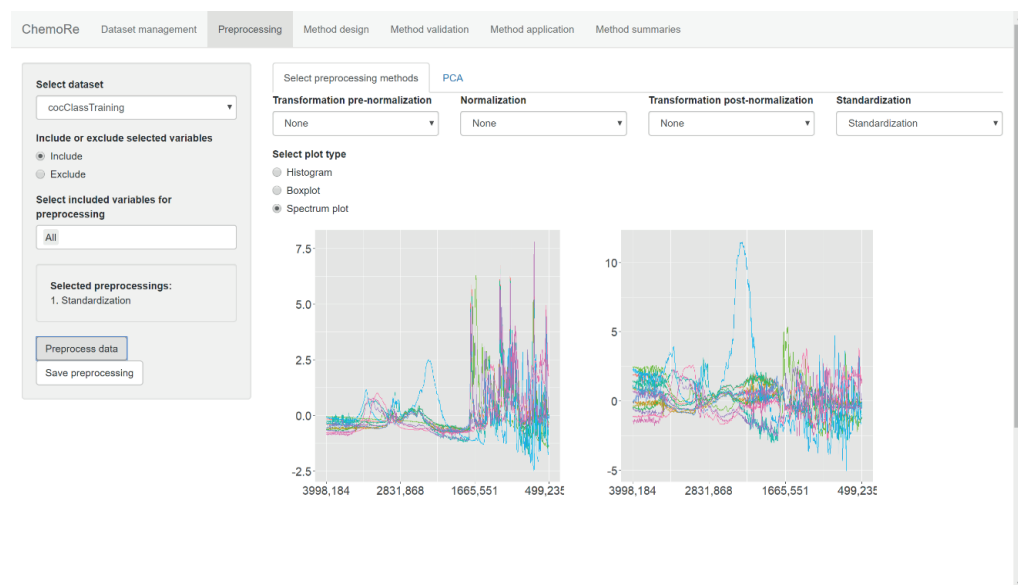 ChemoRe Dataset management Preprocessing Method design Method validation Method application Method summaries
Select dataset
cocClassTraining
Include or exclude selected variables
Include
Exclude
Select included variables for
preprocessing
All
Selected preprocessings:
1. Standardization
Preprocess data
Save preprocessing
Select preprocessing methods PCA
Transformation pre-normalization Normalization Transformation post-normalization Standardization
None None None Standardization
Select plot type
Histogram
Boxplot
Spectrum plot
7.5
5.0
2.5
0.0
-2.5
3998,184 2831,868 1665,551 499,235
10
5
0
-5
3998,184 2831,868 1665,551 499,235